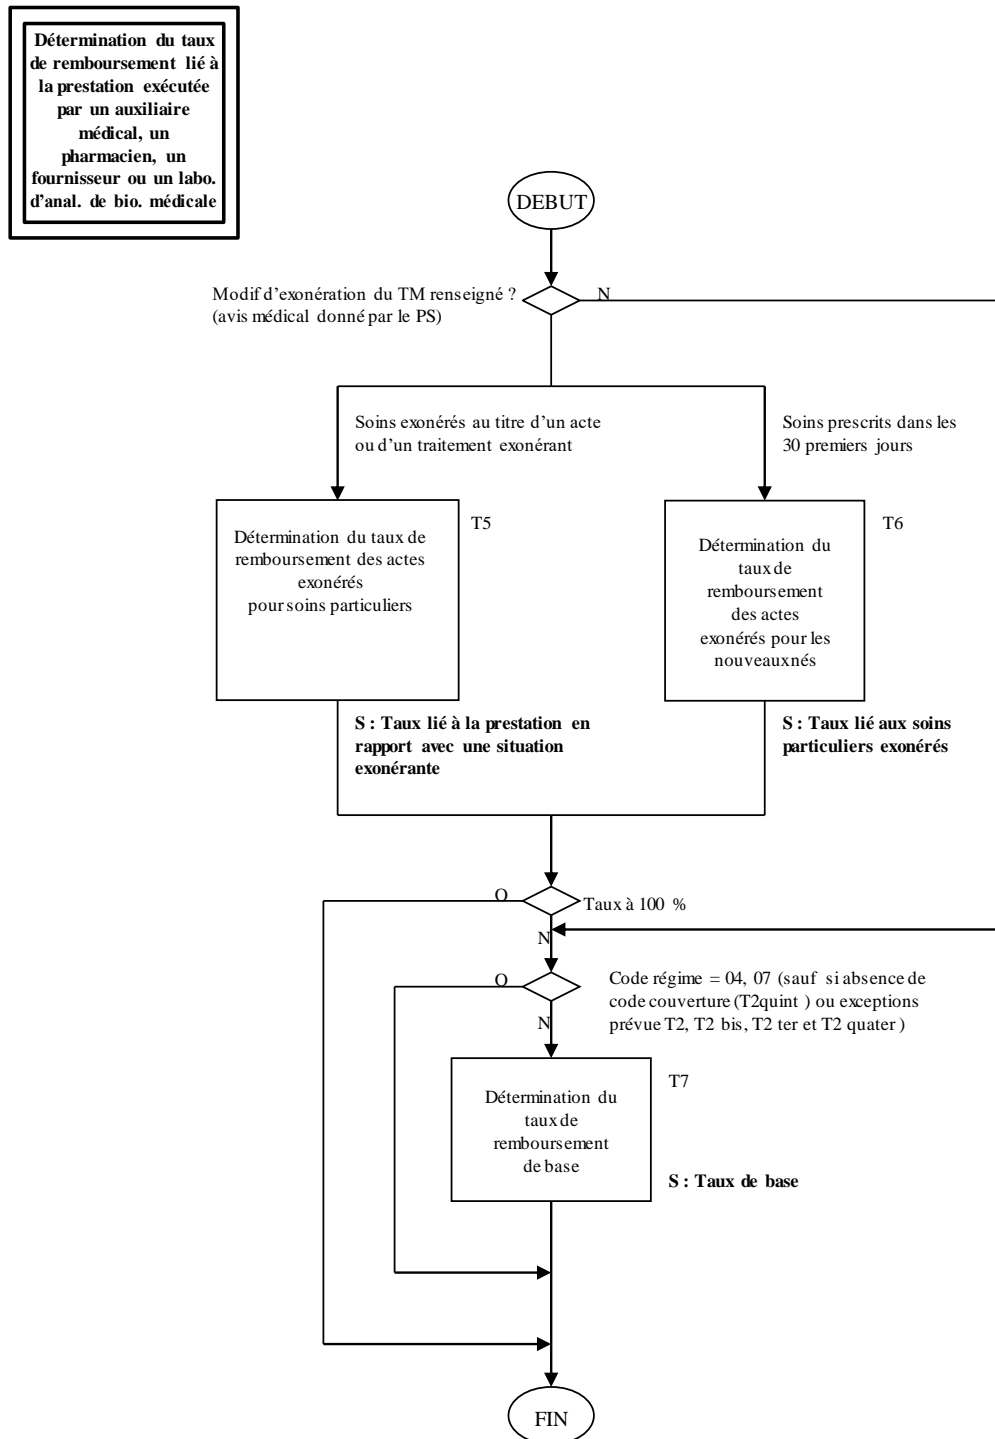 Détermination du taux
de remboursement lié à
la prestation exécutée
par un auxiliaire
médical, un
pharmacien, un
fournisseur ou un labo.
d'anal. de bio. médicale
DEBUT
Modif d'exonération du TM renseigné ?
(avis médical donné par le PS)
N
Soins exonérés au titre d'un acte
ou d'un traitement exonérant
Soins prescrits dans les
30 premiers jours
T5
Détermination du taux de
remboursement des actes
exonérés
pour soins particuliers
T6
Détermination du
taux de
remboursement
des actes
exonérés pour les
nouveauxnés
S : Taux lié à la prestation en
rapport avec une situation
exonérante
S : Taux lié aux soins
particuliers exonérés
O
Taux à 100 %
N
O
Code régime = 04, 07 (sauf si absence de
code couverture (T2quint ) ou exceptions
prévue T2, T2 bis, T2 ter et T2 quater )
N
T7
Détermination du
taux de
remboursement
de base
S : Taux de base
FIN